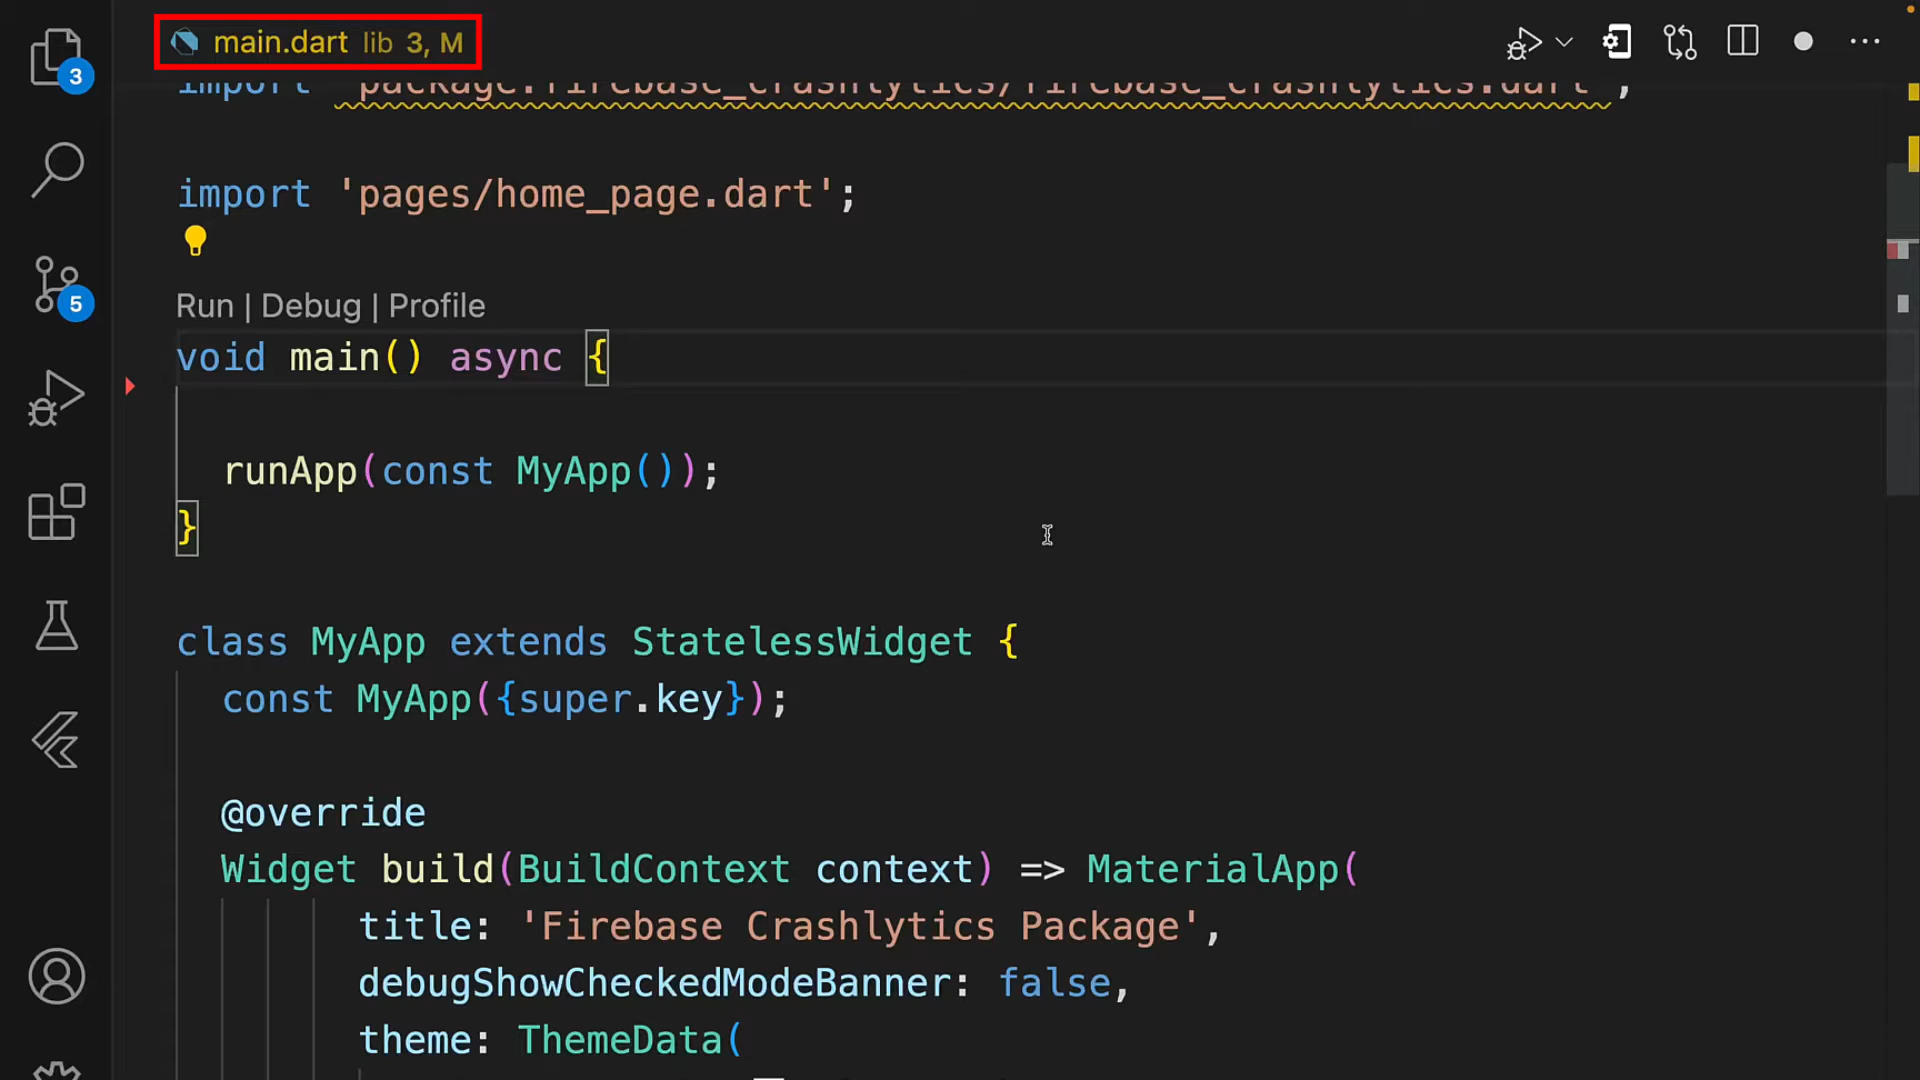 main.dart lib 3, M
import 'package:firebase_crashlytics/firebase_crashlytics.dart';
3
import 'pages/home_page.dart';
Run | Debug | Profile
5
void main() async {
runApp(const MyApp());
}
class MyApp extends StatelessWidget {
const MyApp({super.key});
@override
Widget build(BuildContext context) => MaterialApp(
title: 'Firebase Crashlytics Package',
debugShowCheckedModeBanner: false,
theme: ThemeData(